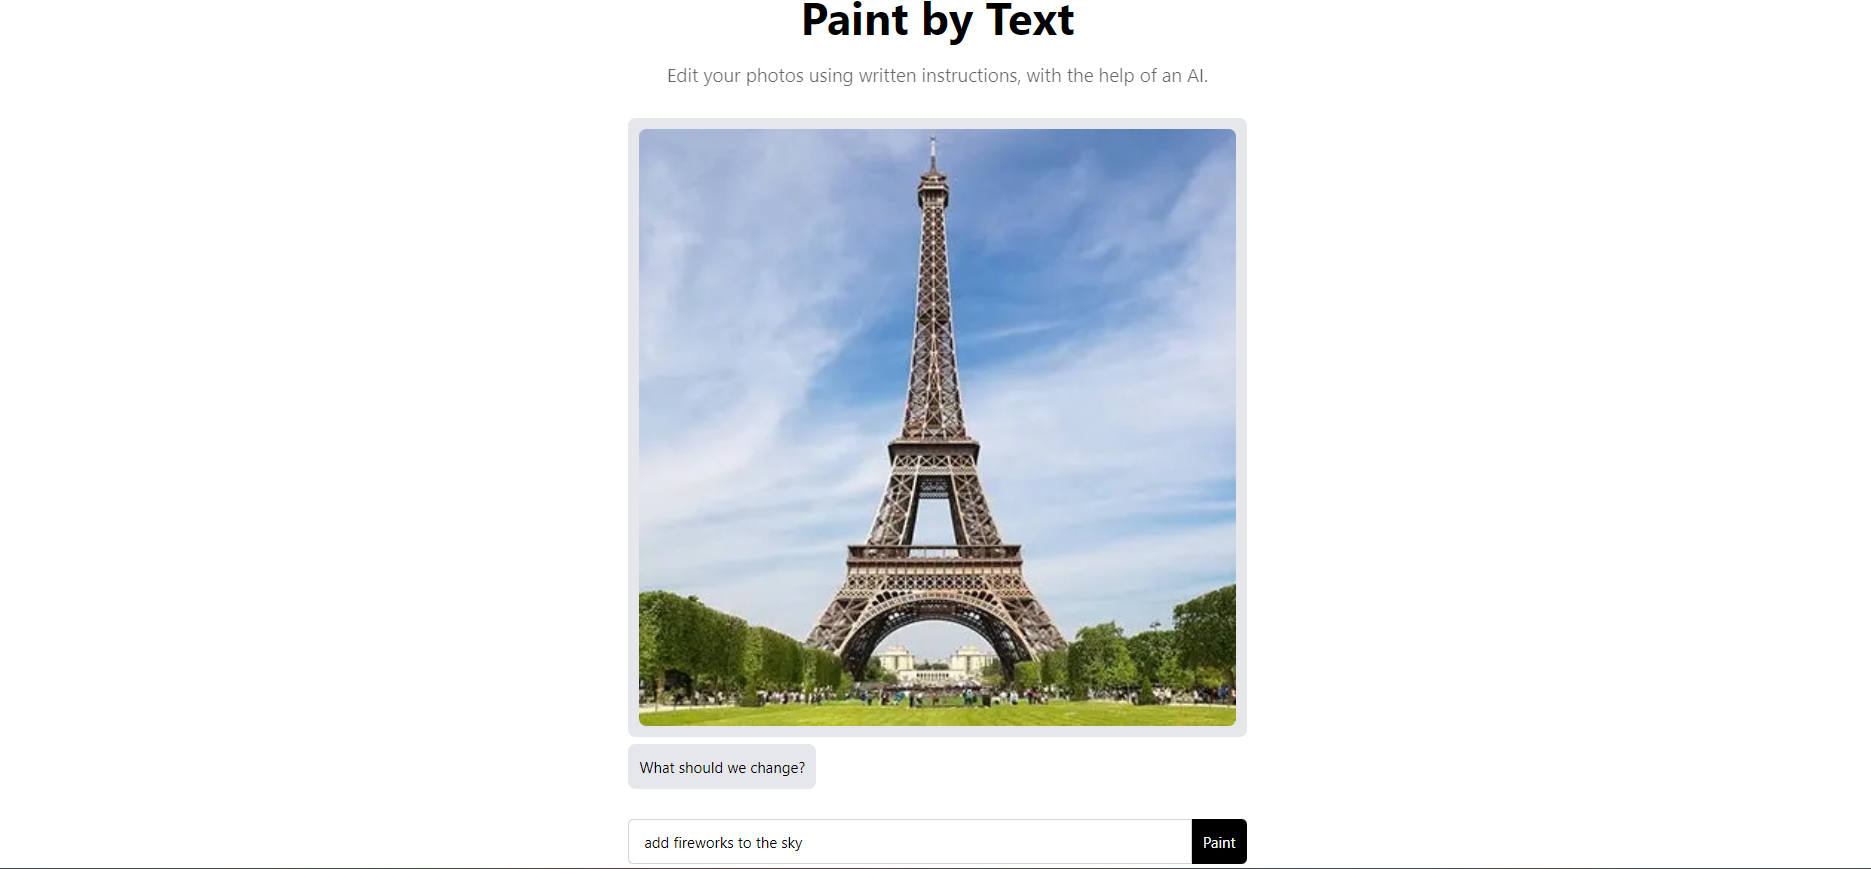 Paint by Text
Edit your photos using written instructions, with the help of an AI.
What should we change?
add fireworks to the sky
Paint